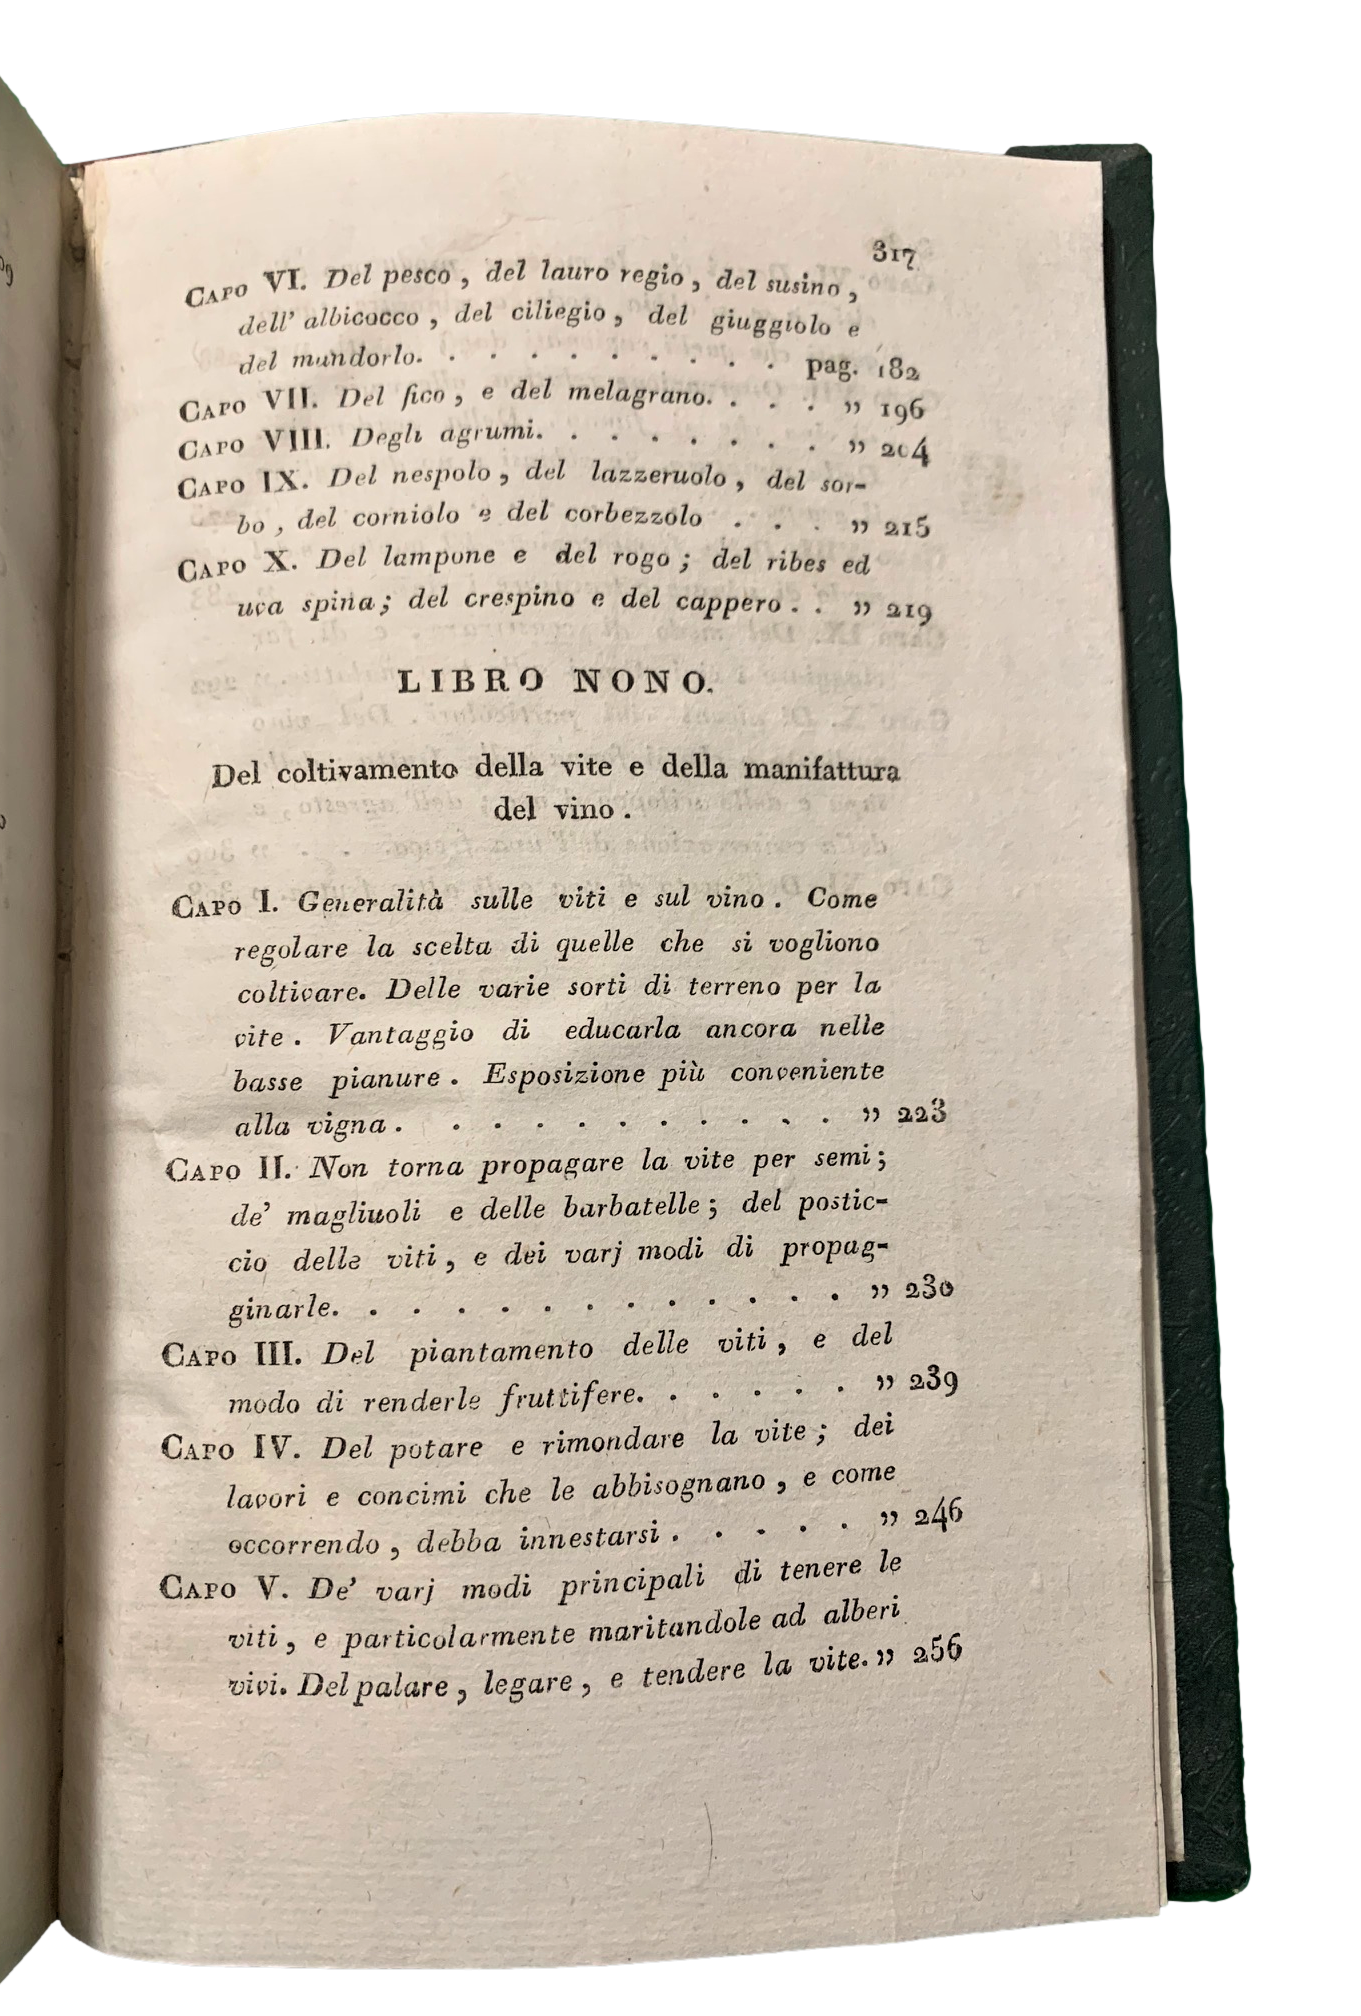 317
Capo VI. Del pesco, del lauro regio, del susino,
dell' albicocco, del ciliegio, del giuggiolo e
del mandorlo. . . . . . . . . . pag. 182
Capo VII. Del fico, e del melagrano. . . . „ 196
Capo VIII. Degli agrumi. . . . . . . . . „ 204
Capo IX. Del nespolo, del lazzeruolo, del sor-
bo, del corniolo e del corbezzolo . . . „ 215
Capo X. Del lampone e del rogo; del ribes ed
uva spina; del crespino e del cappero . . „ 219
LIBRO NONO.
Del coltivamento della vite e della manifattura
del vino.
Capo I. Generalità sulle viti e sul vino. Come
regolare la scelta di quelle che si vogliono
coltivare. Delle varie sorti di terreno per la
vite. Vantaggio di educarla ancora nelle
basse pianure. Esposizione più conveniente
alla vigna. . . . . . . . . . . . „ 223
Capo II. Non torna propagare la vite per semi;
de' magliuoli e delle barbatelle; del postic-
cio delle viti, e dei varj modi di propag-
ginarle. . . . . . . . . . . . . „ 230
Capo III. Del piantamento delle viti, e del
modo di renderle fruttifere. . . . . . „ 239
Capo IV. Del potare e rimondare la vite; dei
lavori e concimi che le abbisognano, e come
occorrendo, debba innestarsi . . . . . „ 246
Capo V. De' varj modi principali di tenere le
viti, e particolarmente maritandole ad alberi
vivi. Del palare, legare, e tendere la vite. „ 256